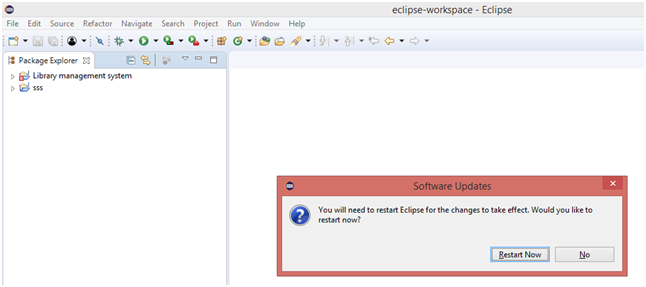 eclipse-workspace - Eclipse
File Edit Source Refactor Navigate Search Project Run Window Help
Package Explorer
Library management system
sss
Software Updates
You will need to restart Eclipse for the changes to take effect. Would you like to
restart now?
Restart Now No